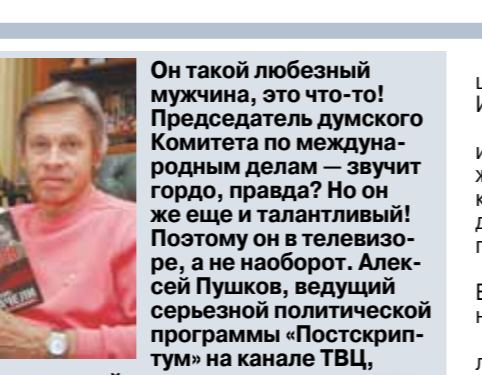 Он такой любезный
мужчина, это что-то!
Председатель думского
Комитета по междуна-
родным делам — звучит
гордо, правда? Но он
же еще и талантливый!
Поэтому он в телевизо-
ре, а не наоборот. Алек-
сей Пушков, ведущий
серьезной политической
программы «Постскрип-
тум» на канале ТВЦ,